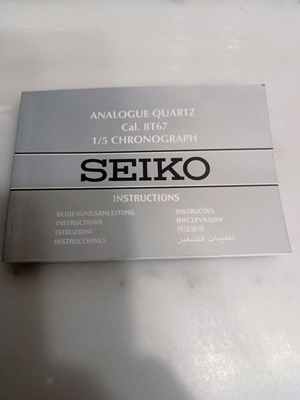 ANALOGUE QUARTZ
Cal. 8T67
1/5 CHRONOGRAPH
SEIKO
INSTRUCTIONS
BEDIENUNGSANLEITUNG
INSTRUCTIONS
ISTRUZIONI
INSTRUCCIONES
INSTRUÇÕES
ИНСТРУКЦИИ
使用説明
تعليمات التشغيل